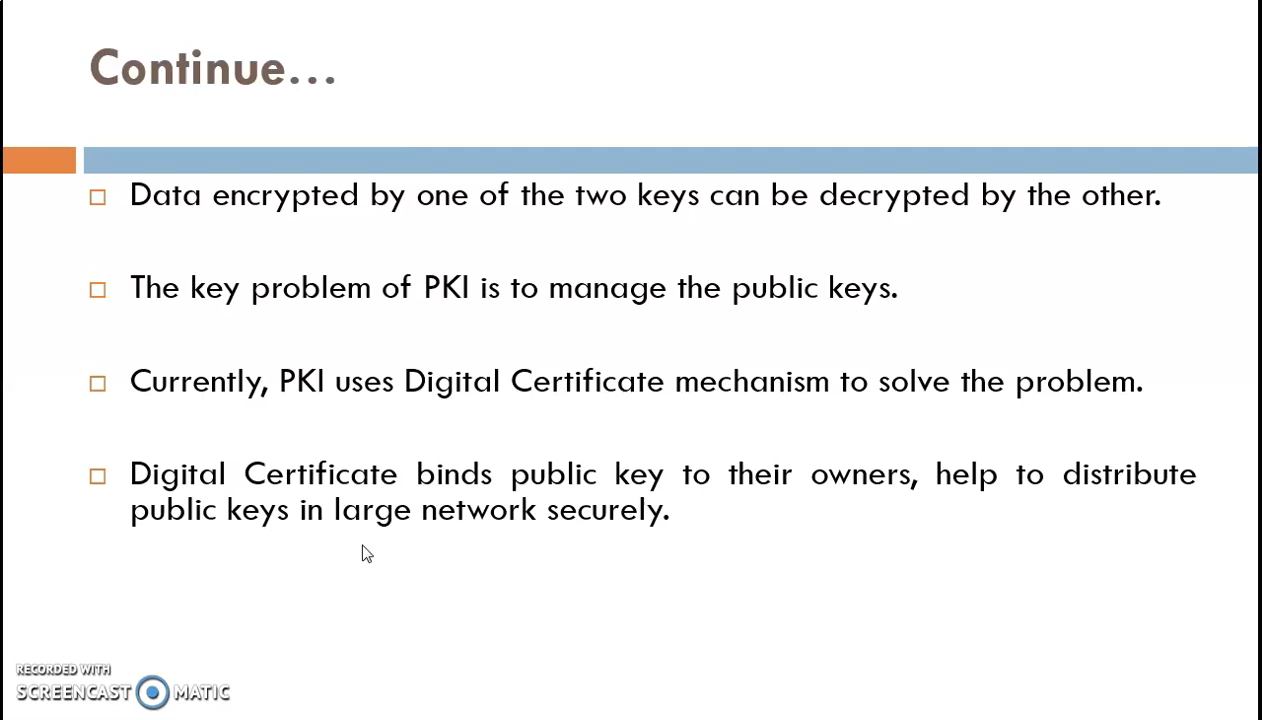 Continue...
Data encrypted by one of the two keys can be decrypted by the other.
The key problem of PKI is to manage the public keys.
Currently, PKI uses Digital Certificate mechanism to solve the problem.
Digital Certificate binds public key to their owners, help to distribute
public keys in large network securely.
RECORDED WITH
SCREENCAST MATIC